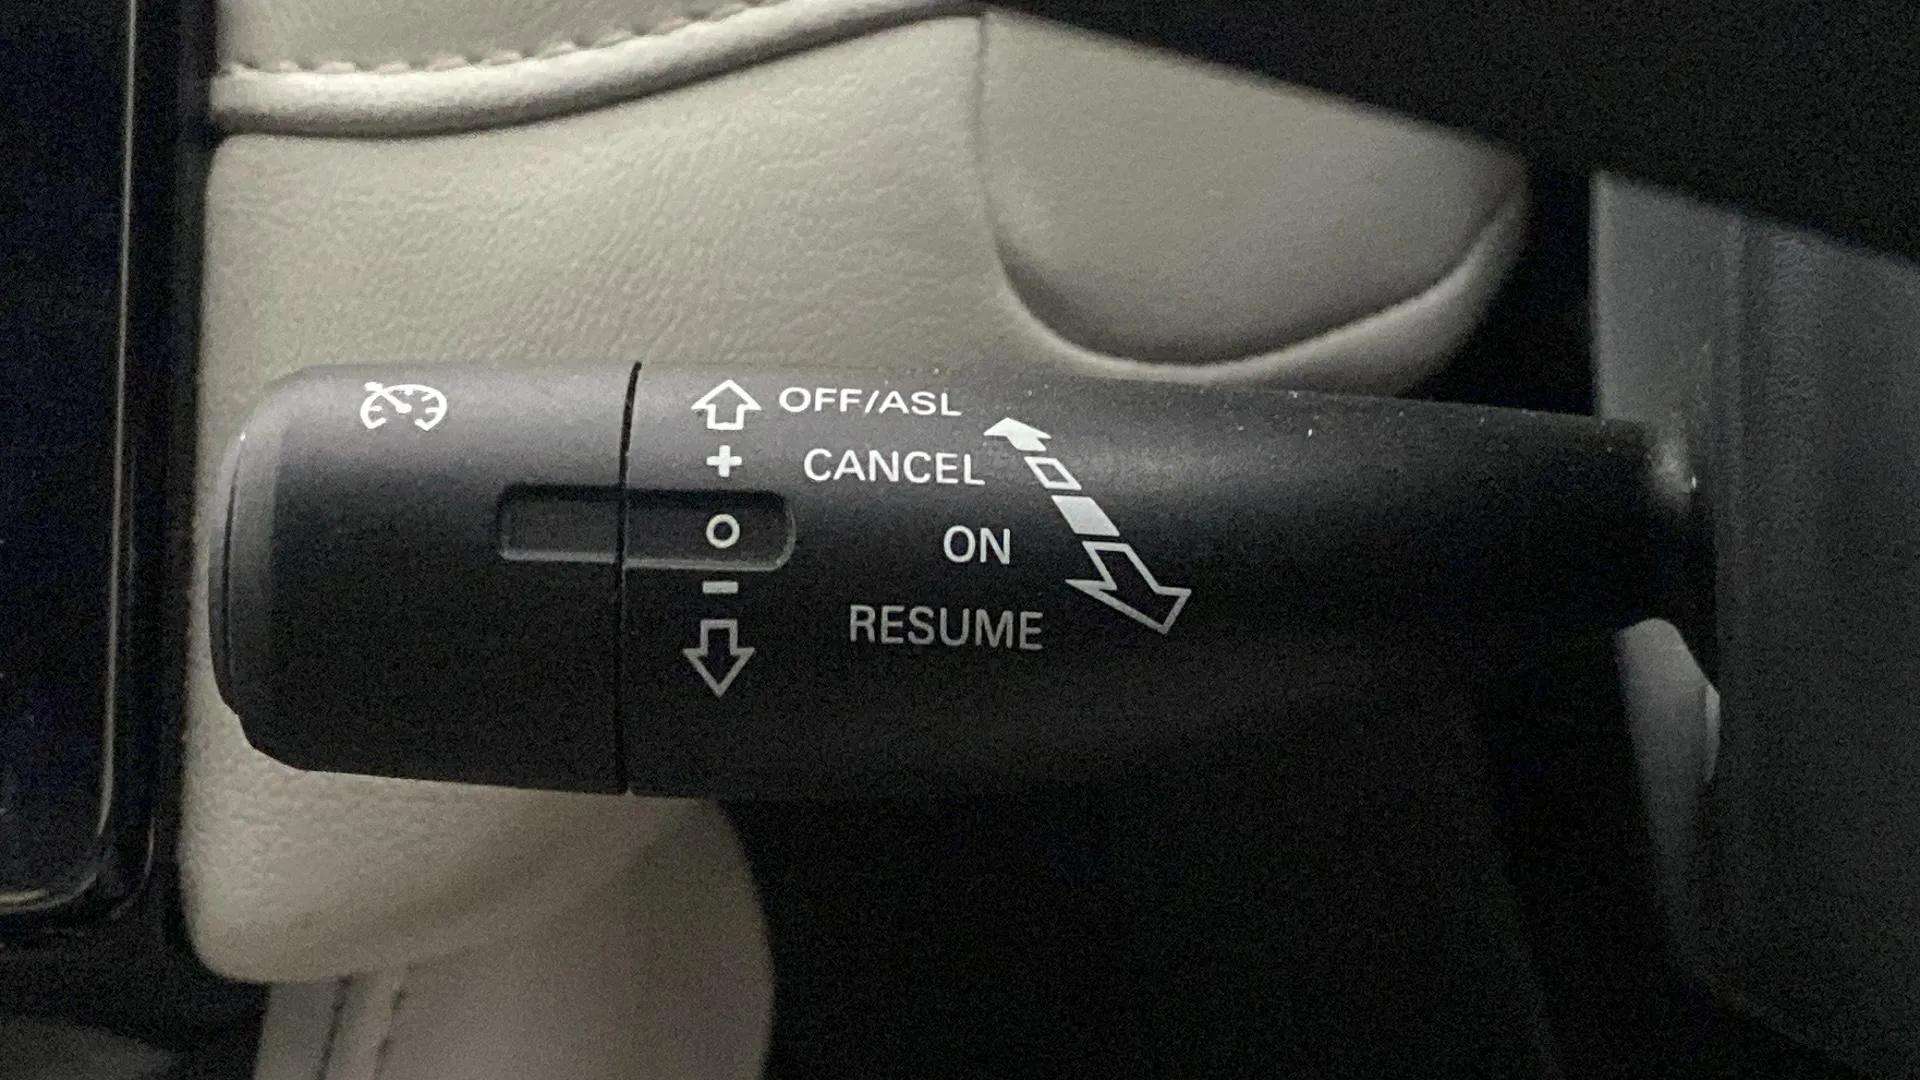 OFF/ASL
+ CANCEL
O ON
-
RESUME